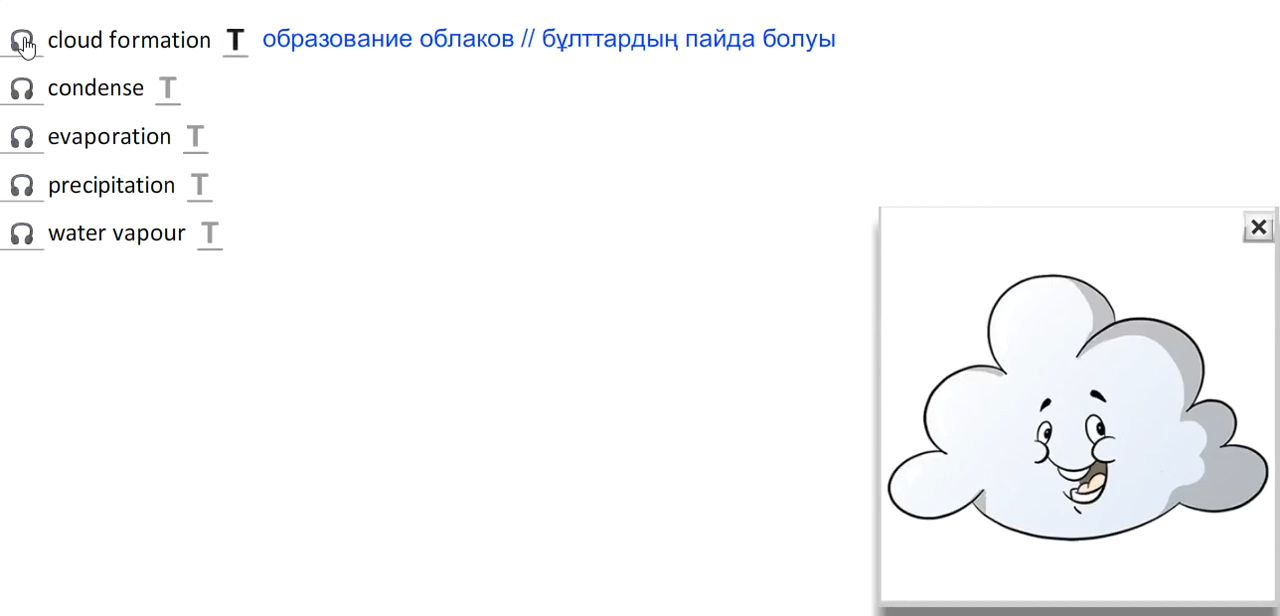 cloud formation T образование облаков // бұлттардың пайда болуы
condense T
evaporation T
precipitation T
water vapour T